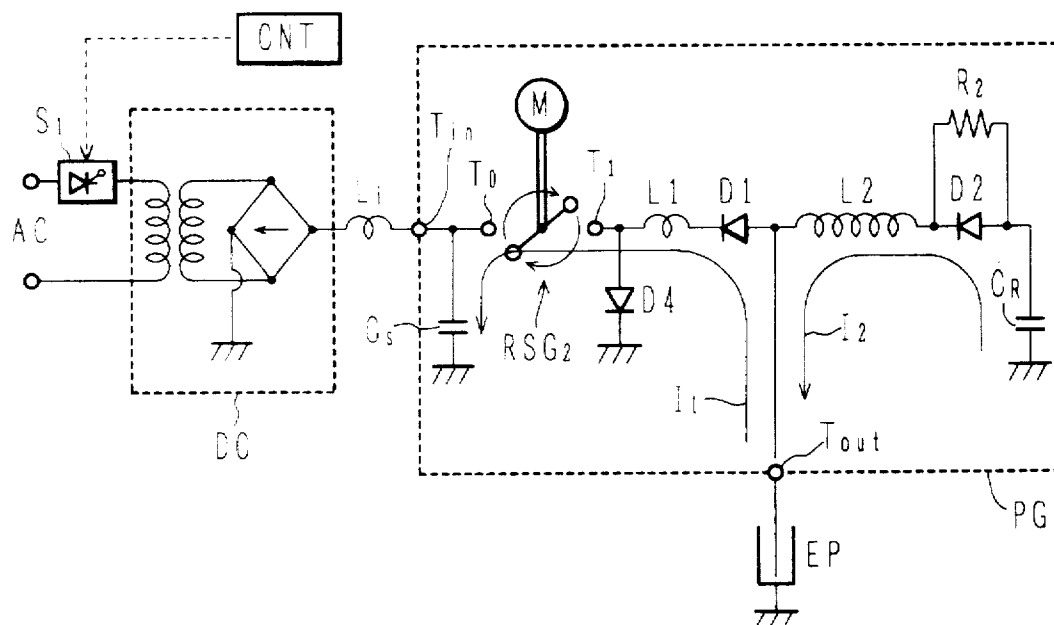 CNT
S1
AC
DC
Li
Tin
T0
M
T1
L1
D1
L2
R2
D2
Cs
RSG2
D4
CR
I1
I2
Tout
PG
EP